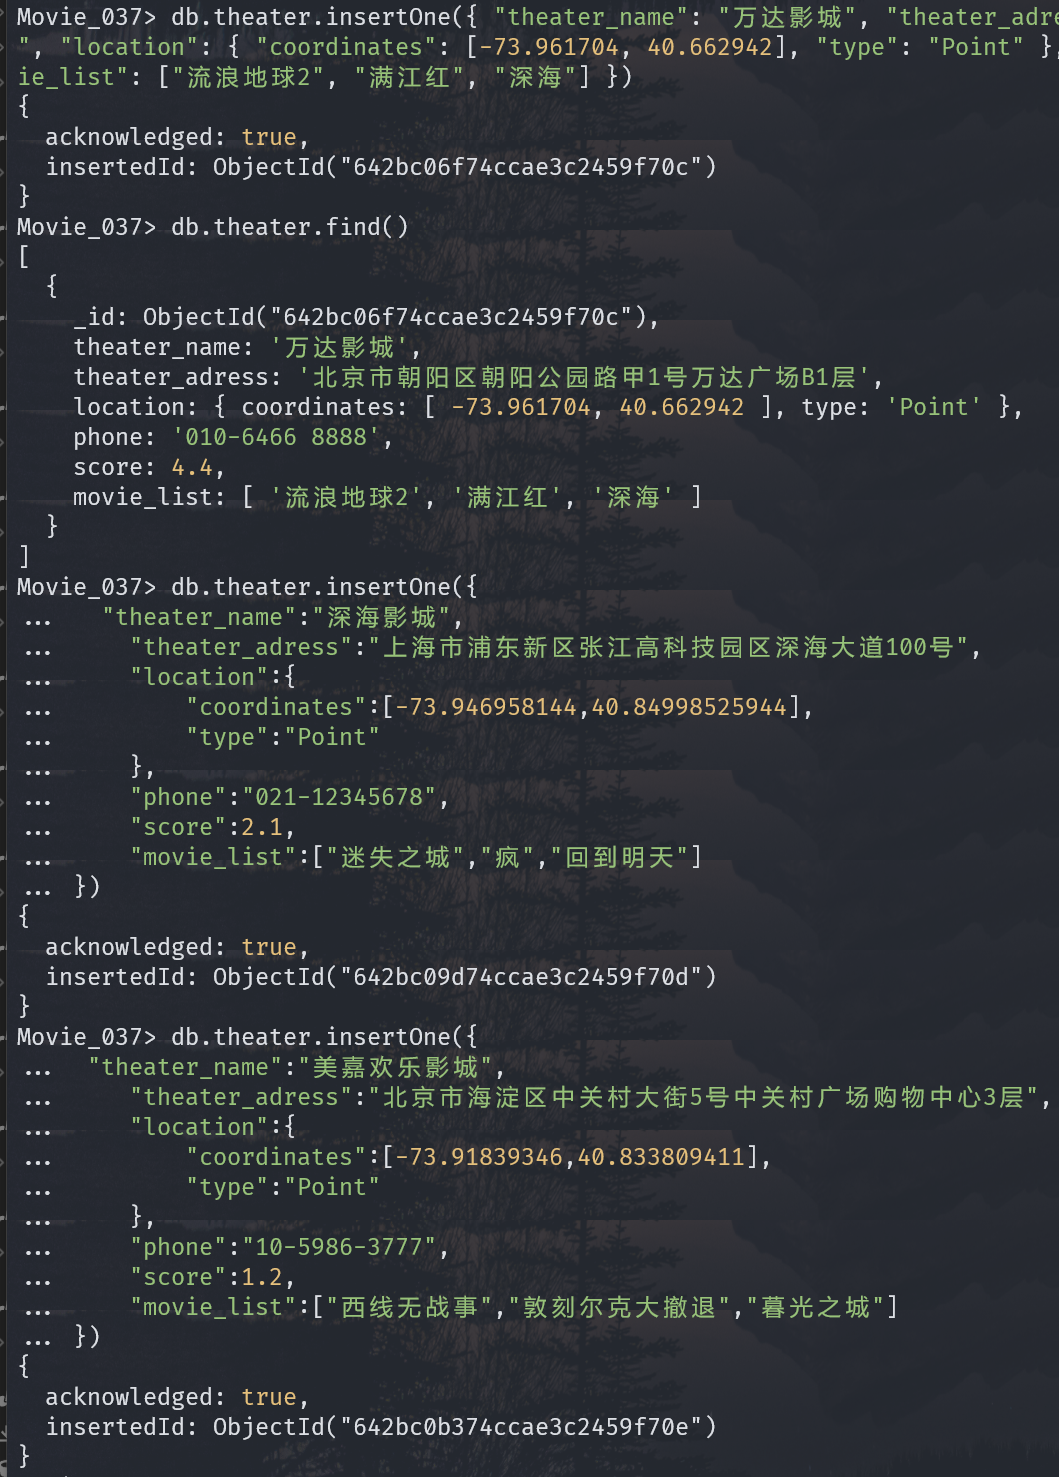 Movie_037> db.theater.insertOne({ "theater_name": "万达影城", "theater_adre
", "location": { "coordinates": [-73.961704, 40.662942], "type": "Point" },
ie_list": ["流浪地球2", "满江红", "深海"] })
{
  acknowledged: true,
  insertedId: ObjectId("642bc06f74ccae3c2459f70c")
}
Movie_037> db.theater.find()
[
  {
    _id: ObjectId("642bc06f74ccae3c2459f70c"),
    theater_name: '万达影城',
    theater_adress: '北京市朝阳区朝阳公园路甲1号万达广场B1层',
    location: { coordinates: [ -73.961704, 40.662942 ], type: 'Point' },
    phone: '010-6466 8888',
    score: 4.4,
    movie_list: [ '流浪地球2', '满江红', '深海' ]
  }
]
Movie_037> db.theater.insertOne({
...    "theater_name":"深海影城",
...      "theater_adress":"上海市浦东新区张江高科技园区深海大道100号",
...      "location":{
...          "coordinates":[-73.946958144,40.84998525944],
...          "type":"Point"
...      },
...      "phone":"021-12345678",
...      "score":2.1,
...      "movie_list":["迷失之城","疯","回到明天"]
...  })
{
  acknowledged: true,
  insertedId: ObjectId("642bc09d74ccae3c2459f70d")
}
Movie_037> db.theater.insertOne({
...   "theater_name":"美嘉欢乐影城",
...      "theater_adress":"北京市海淀区中关村大街5号中关村广场购物中心3层",
...      "location":{
...          "coordinates":[-73.91839346,40.833809411],
...          "type":"Point"
...      },
...      "phone":"10-5986-3777",
...      "score":1.2,
...      "movie_list":["西线无战事","敦刻尔克大撤退","暮光之城"]
...  })
{
  acknowledged: true,
  insertedId: ObjectId("642bc0b374ccae3c2459f70e")
}